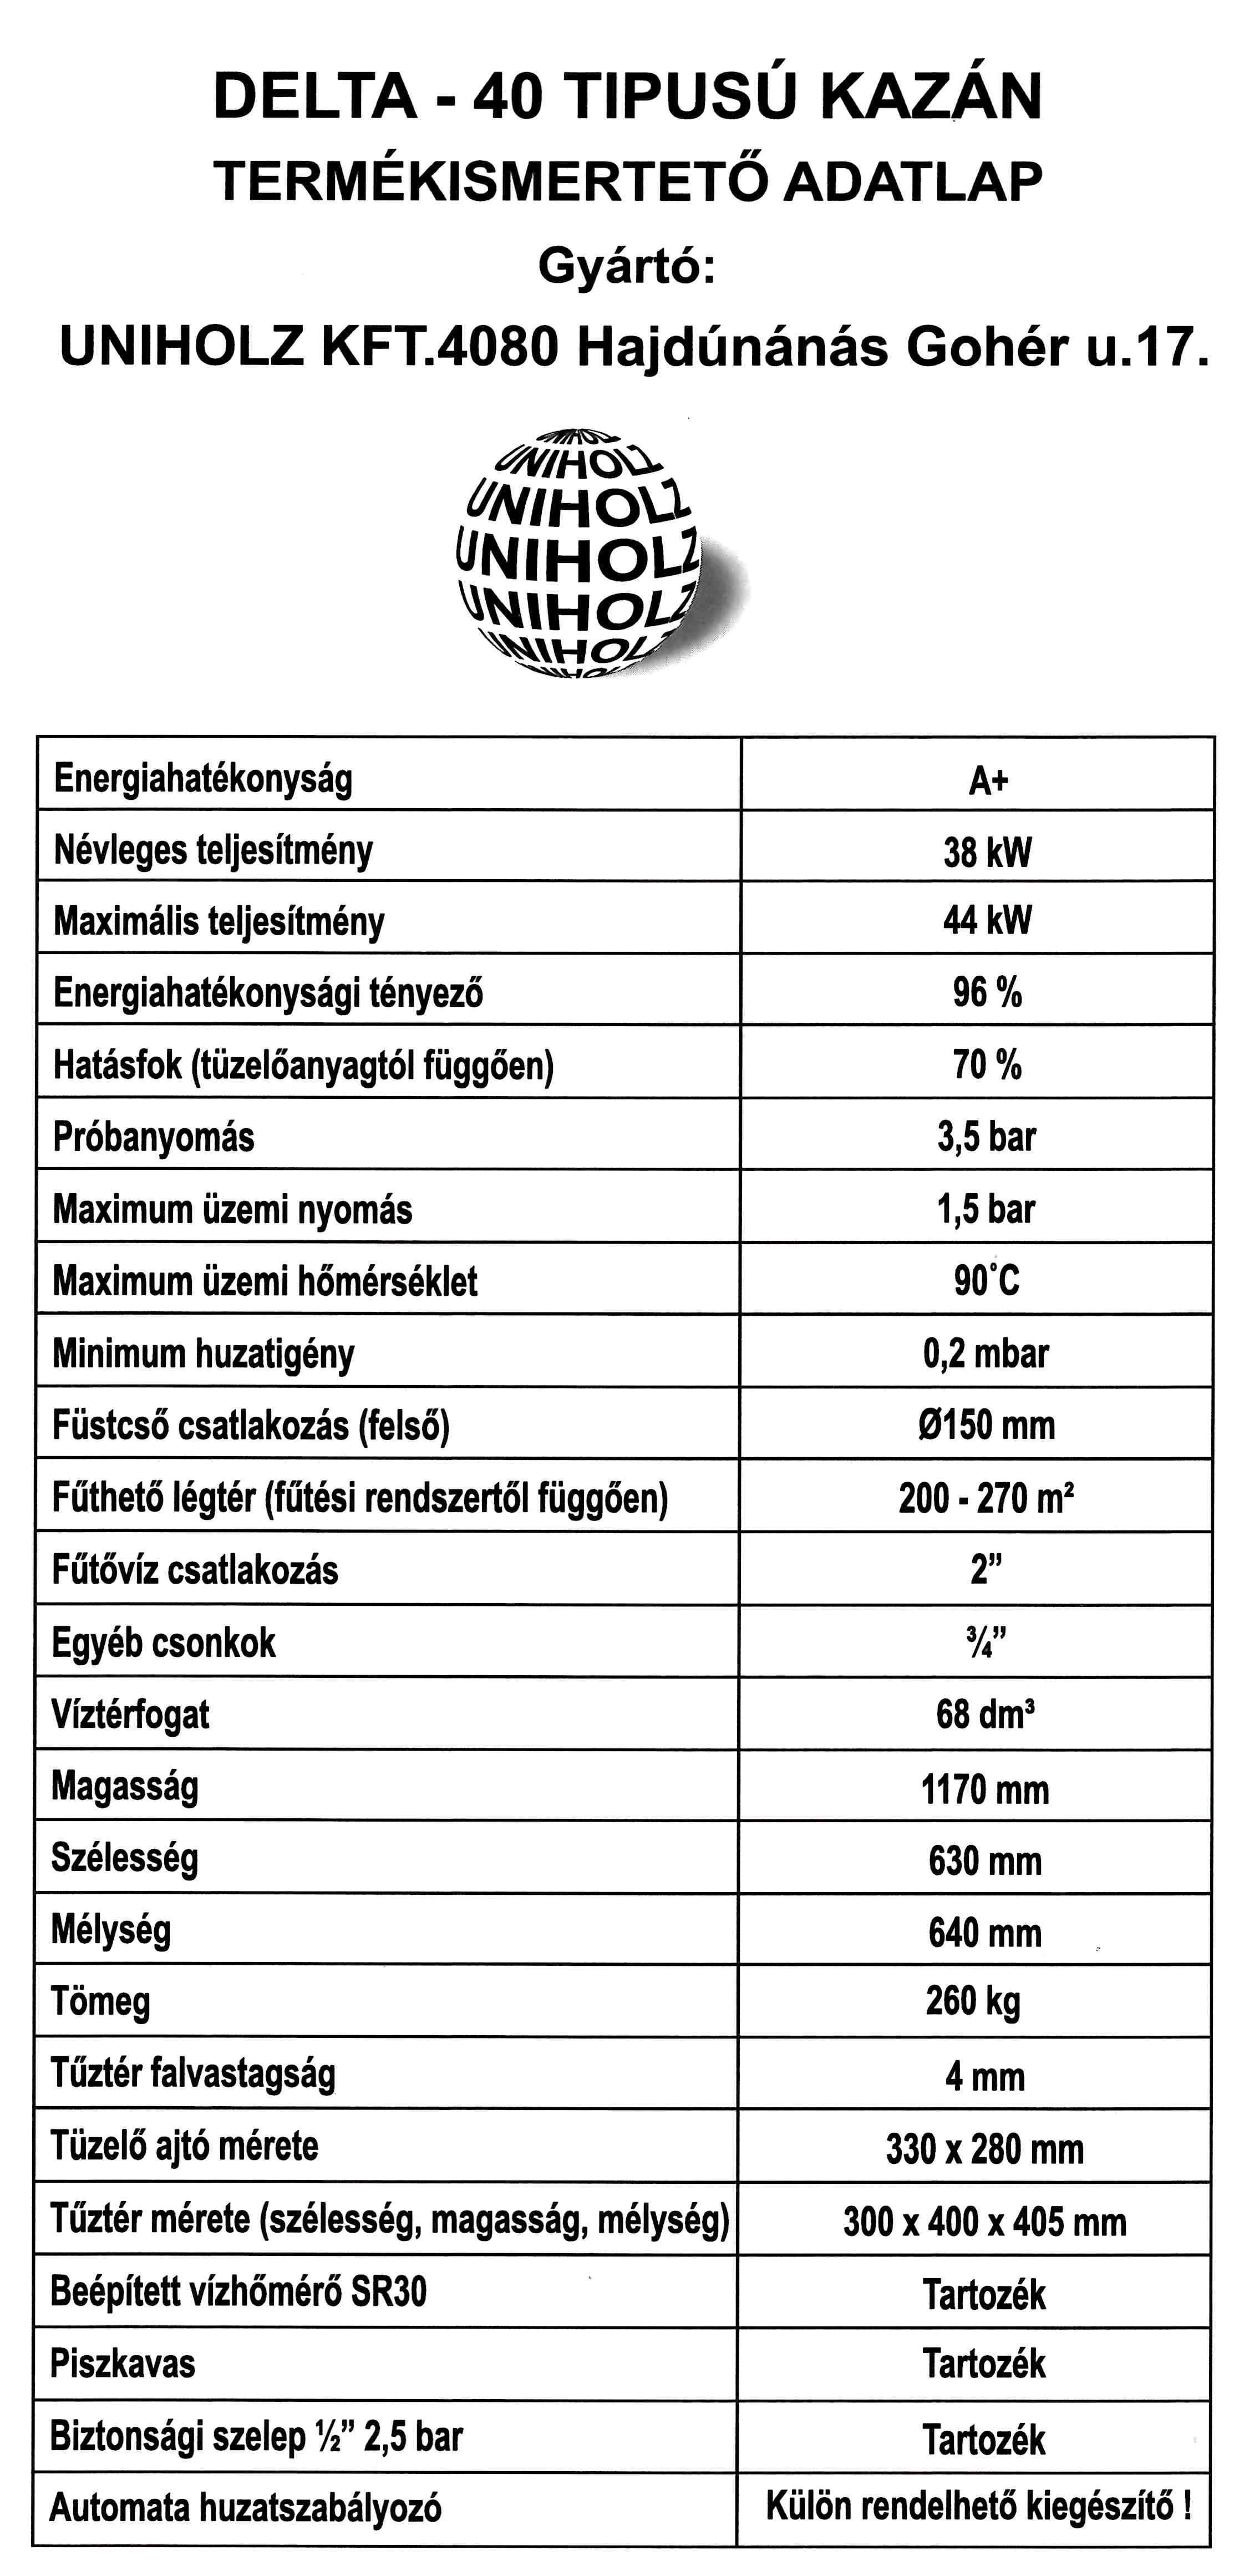 DELTA - 40 TIPUSÚ KAZÁN
TERMÉKISMERTETŐ ADATLAP
Gyártó:
UNIHOLZ KFT.4080 Hajdúnánás Gohér u.17.
UNIHOLZ
UNIHOLZ
UNIHOLZ
UNIHOLZ
UNIHOLZ
UNIHOLZ
UNIHOLZ
Energiahatékonyság A+
Névleges teljesítmény 38 kW
Maximális teljesítmény 44 kW
Energiahatékonysági tényező 96 %
Hatásfok (tüzelőanyagtól függően) 70 %
Próbanyomás 3,5 bar
Maximum üzemi nyomás 1,5 bar
Maximum üzemi hőmérséklet 90˚C
Minimum huzatigény 0,2 mbar
Füstcső csatlakozás (felső) Ø150 mm
Fűthető légtér (fűtési rendszertől függően) 200 - 270 m²
Fűtővíz csatlakozás 2”
Egyéb csonkok ¾”
Víztérfogat 68 dm³
Magasság 1170 mm
Szélesség 630 mm
Mélység 640 mm
Tömeg 260 kg
Tűztér falvastagság 4 mm
Tüzelő ajtó mérete 330 x 280 mm
Tűztér mérete (szélesség, magasság, mélység) 300 x 400 x 405 mm
Beépített vízhőmérő SR30 Tartozék
Piszkavas Tartozék
Biztonsági szelep ½” 2,5 bar Tartozék
Automata huzatszabályozó Külön rendelhető kiegészítő !